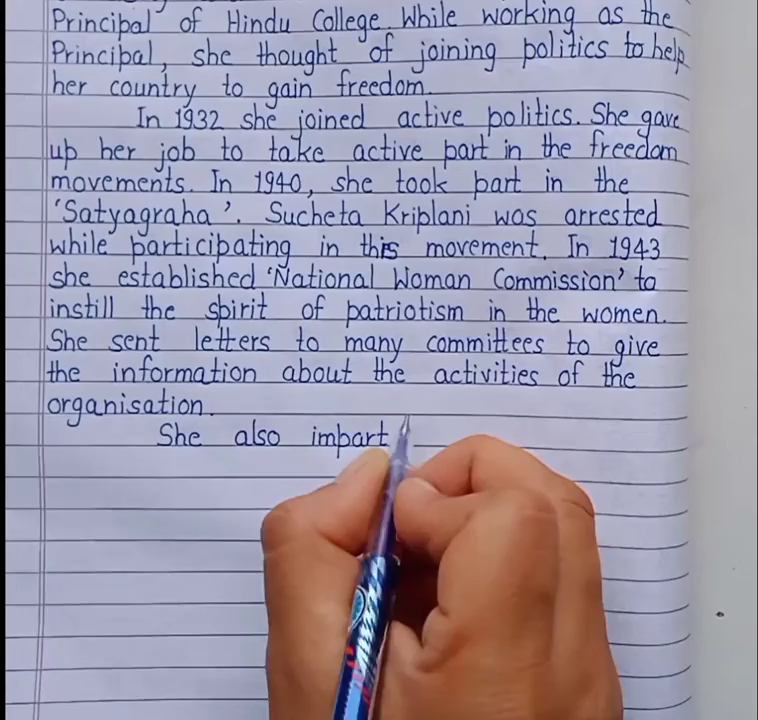 Principal of Hindu College. While working as the
Principal, she thought of joining politics to help
her country to gain freedom.
In 1932 she joined active politics. She gave
up her job to take active part in the freedom
movements. In 1940, she took part in the
'Satyagraha'. Sucheta Kriplani was arrested
while participating in this movement. In 1943
she established 'National Woman Commission' to
instill the spirit of patriotism in the women.
She sent letters to many committees to give
the information about the activities of the
organisation.
She also impart